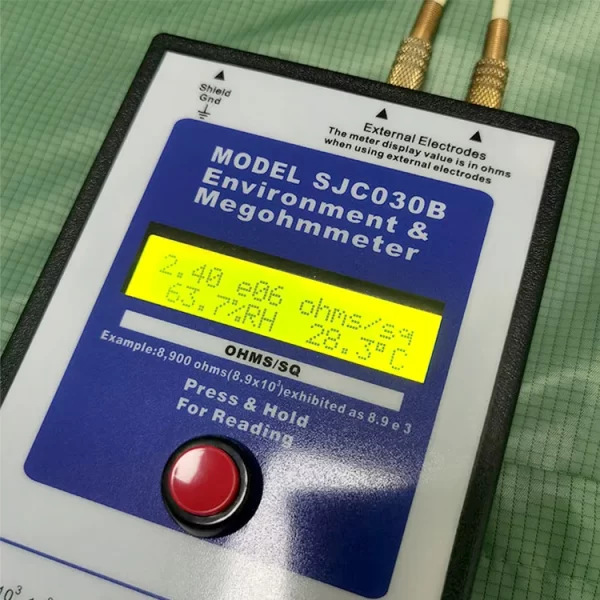 Shield
Gnd
External Electrodes
The meter display value is in ohms
when using external electrodes
MODEL SJC030B
Environment &
Megohmmeter
2.40 e06 ohms/sq
63.7%RH 28.3°C
OHMS/SQ
Example:8,900 ohms(8.9x10³)exhibited as 8.9 e 3
Press & Hold
For Reading
10³